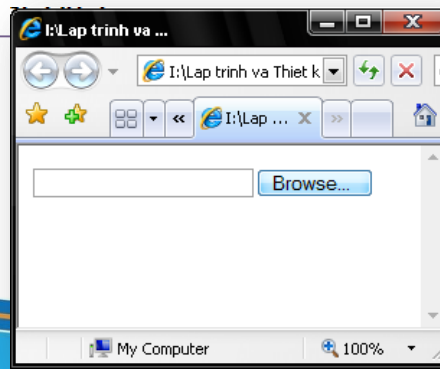 I:\Lap trinh va ...
I:\Lap trinh va Thiet k
I:\Lap ...
Browse...
My Computer
100%